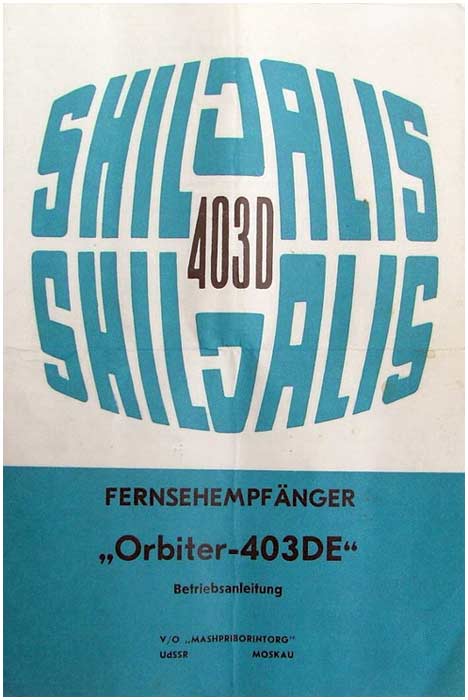 SHILJALIS
403D
SHILJALIS
FERNSEHEMPFÄNGER
„Orbiter-403DE“
Betriebsanleitung
V/O „MASHPRIBORINTORG“
UdSSR MOSKAU